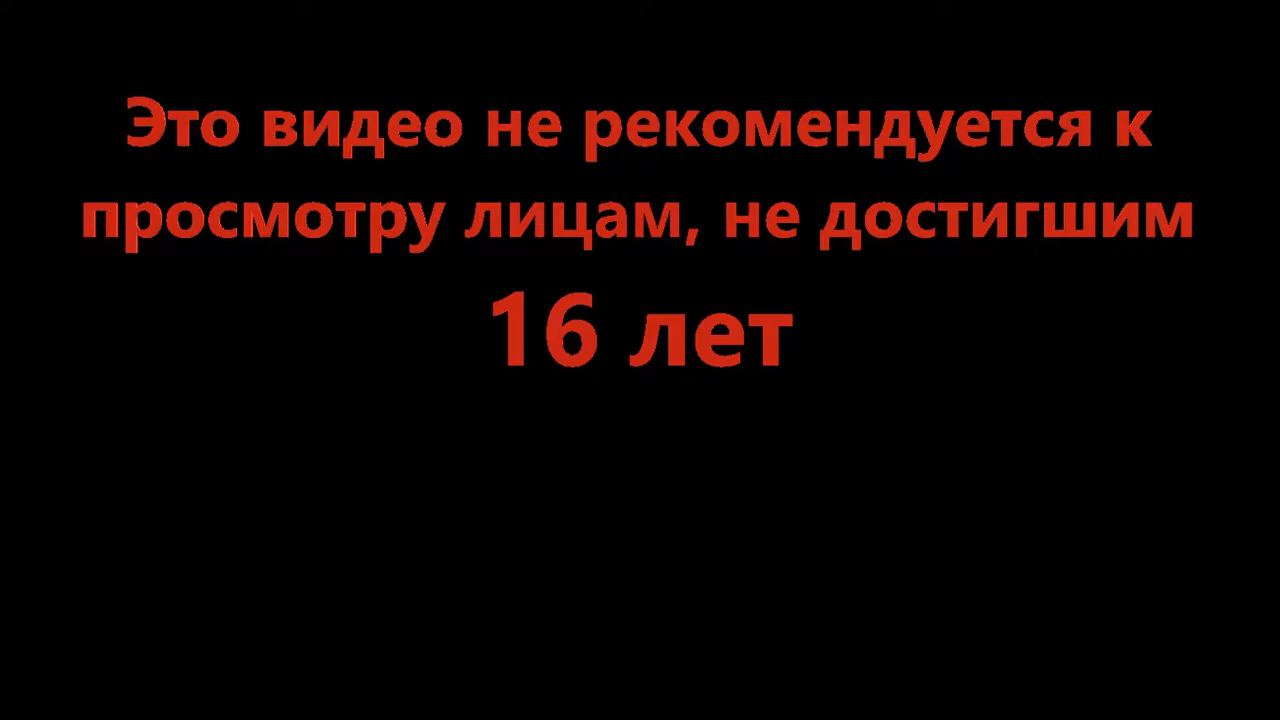 Это видео не рекомендуется к
просмотру лицам, не достигшим
16 лет